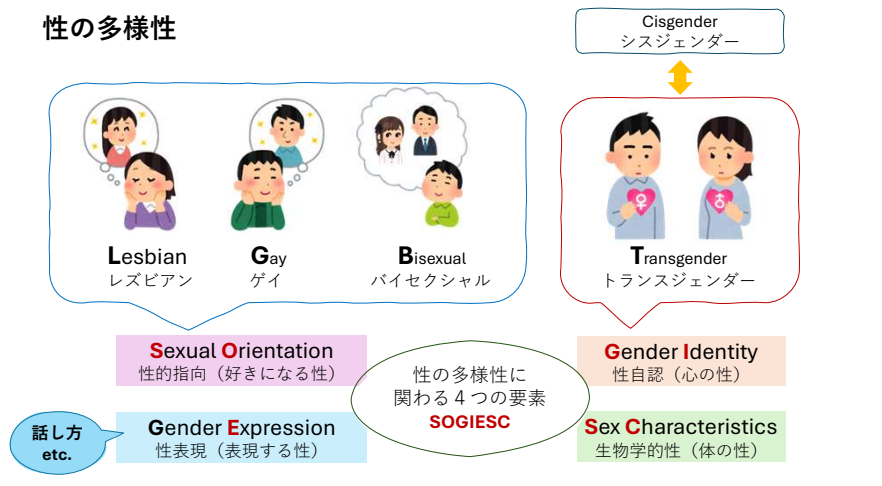 性の多様性
Cisgender
シスジェンダー
Lesbian
レズビアン
Gay
ゲイ
Bisexual
バイセクシャル
Transgender
トランスジェンダー
Sexual Orientation
性的指向（好きになる性）
Gender Identity
性自認（心の性）
性の多様性に
関わる４つの要素
SOGIESC
話し方
etc.
Gender Expression
性表現（表現する性）
Sex Characteristics
生物学的性（体の性）